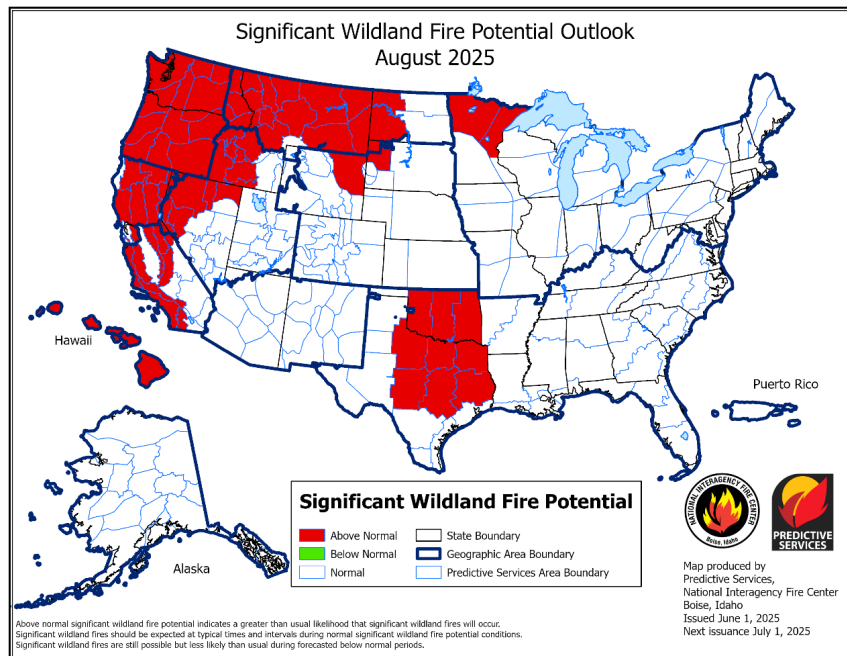 Significant Wildland Fire Potential Outlook
August 2025
Hawaii
Puerto Rico
Alaska
Significant Wildland Fire Potential
Above Normal
Below Normal
Normal
State Boundary
Geographic Area Boundary
Predictive Services Area Boundary
NATIONAL INTERAGENCY FIRE CENTER
Boise, Idaho
PREDICTIVE
SERVICES
Map produced by
Predictive Services,
National Interagency Fire Center
Boise, Idaho
Issued June 1, 2025
Next issuance July 1, 2025
Above normal significant wildland fire potential indicates a greater than usual likelihood that significant wildland fires will occur.
Significant wildland fires should be expected at typical times and intervals during normal significant wildland fire potential conditions.
Significant wildland fires are still possible but less likely than usual during forecasted below normal periods.